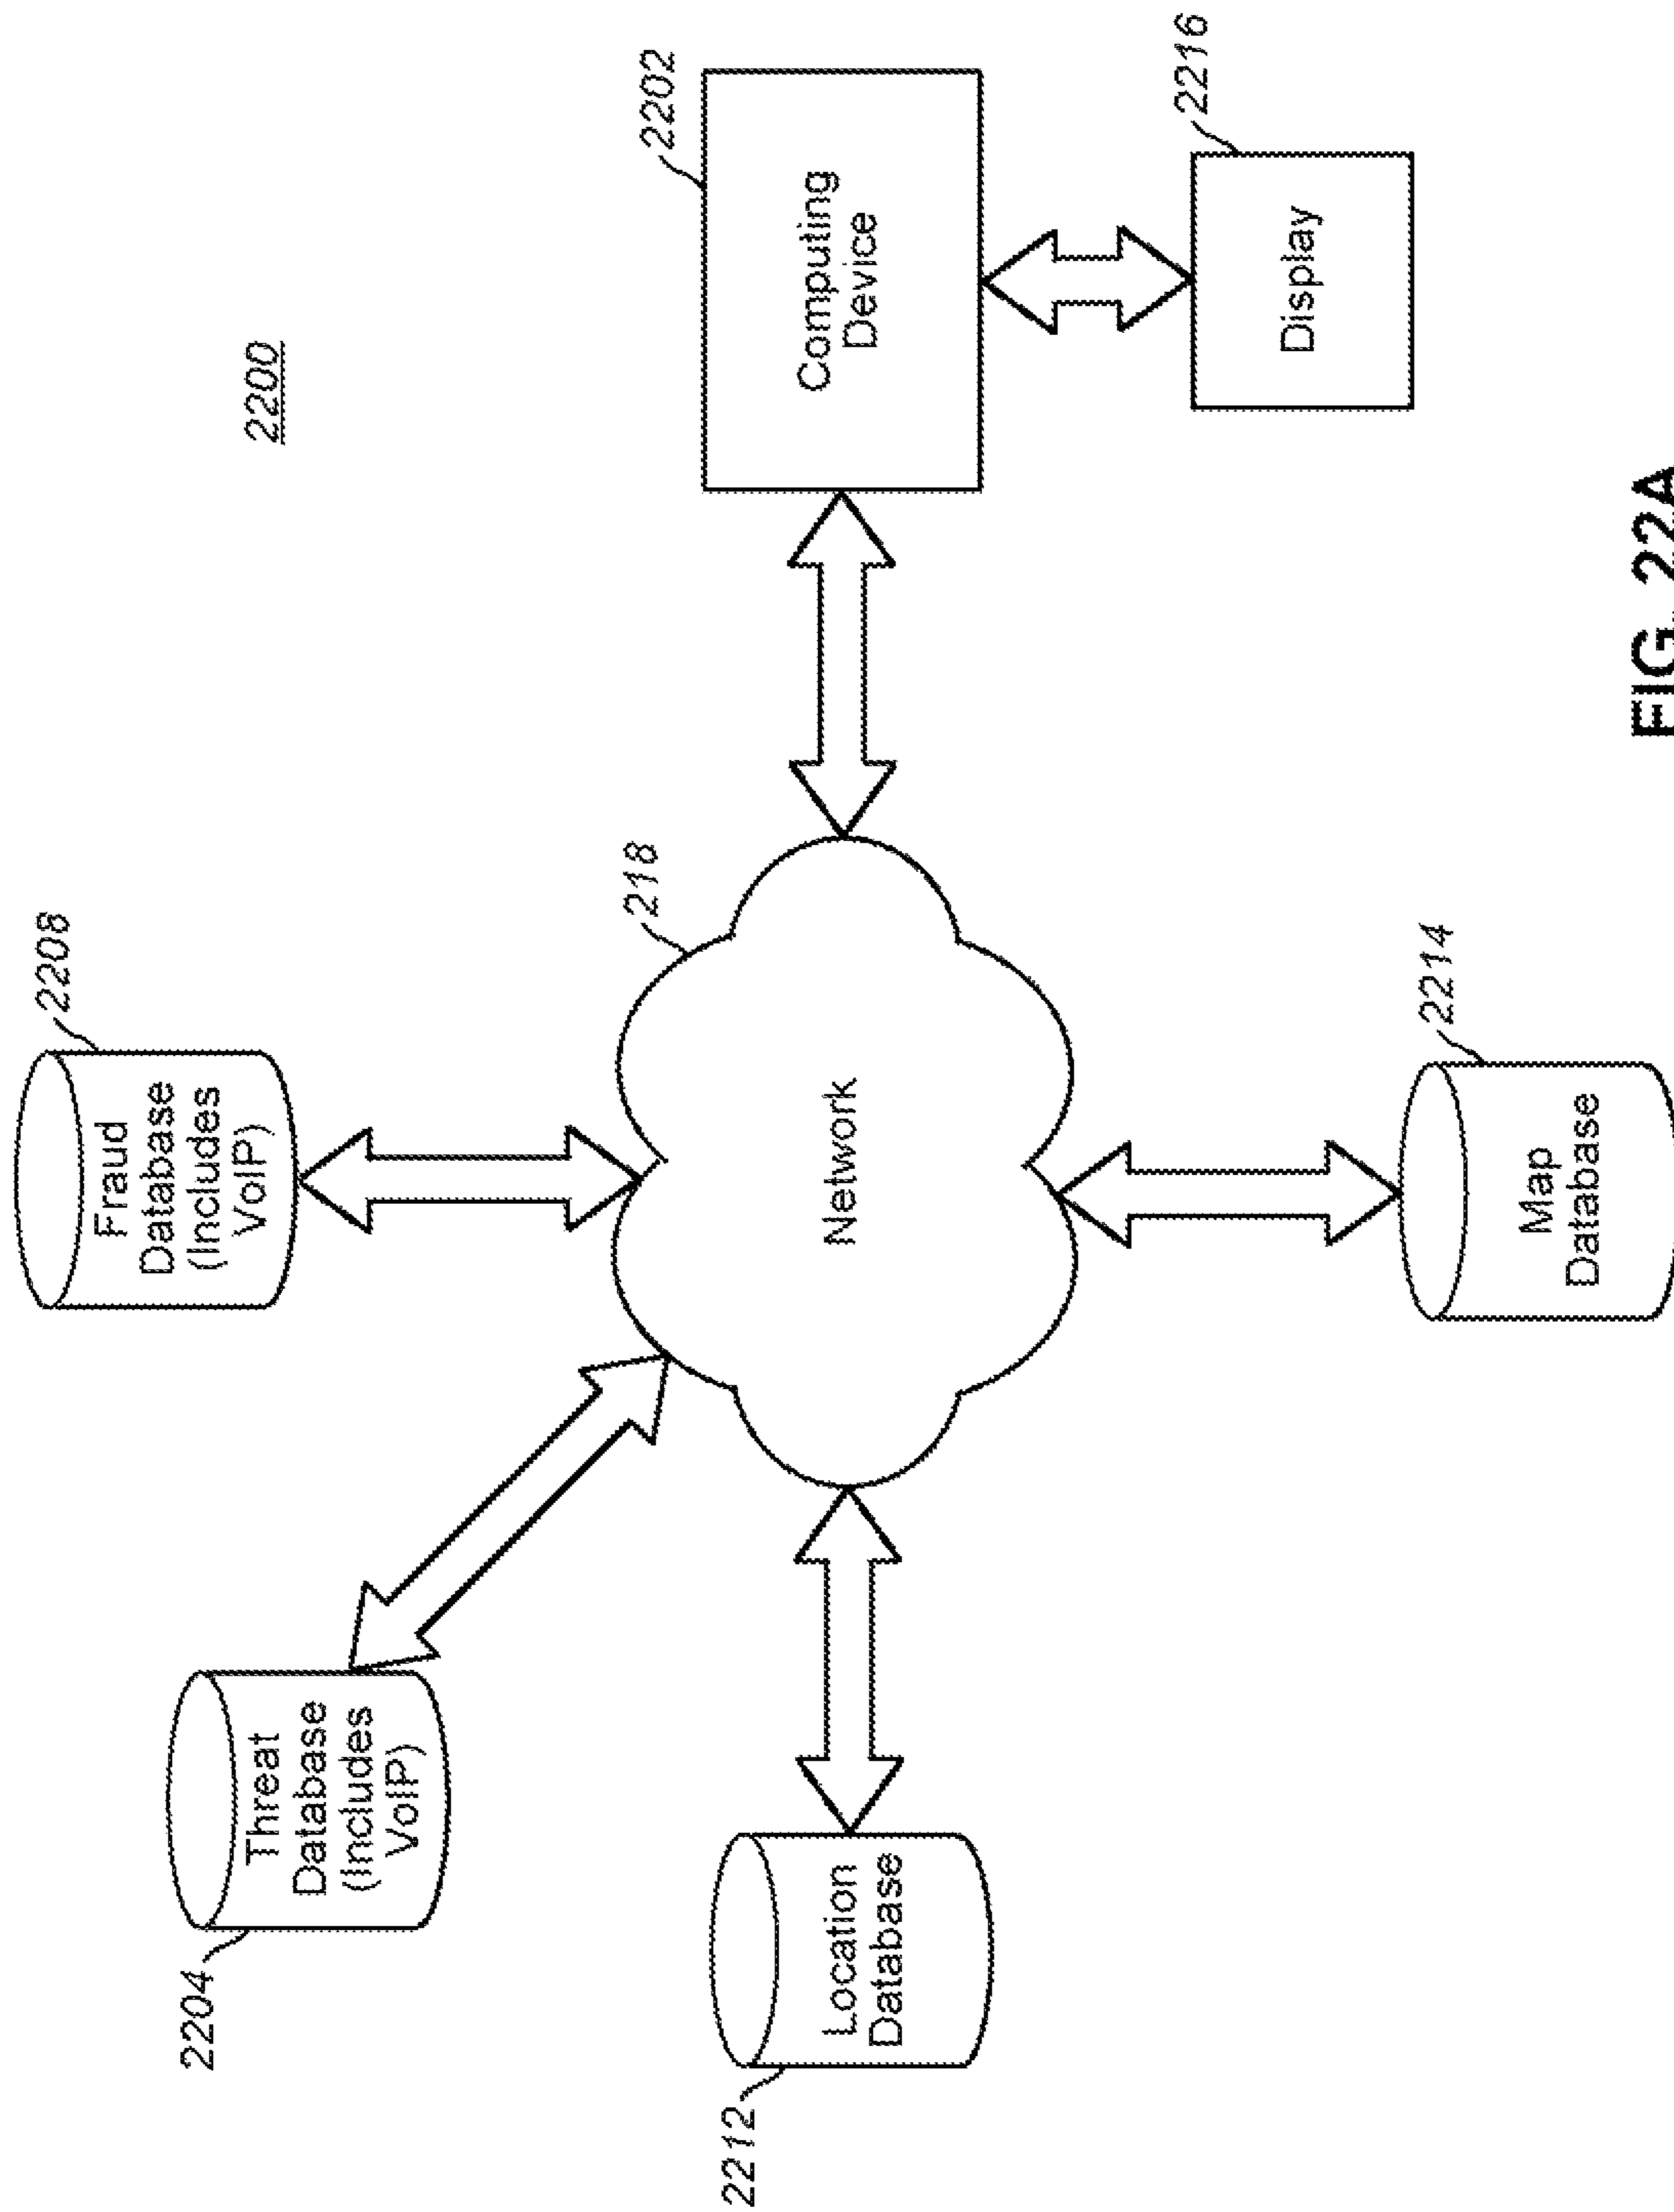 2200
2208
Fraud
Database
(Includes
VoIP)
2204
Threat
Database
(Includes
VoIP)
218
Network
2202
Computing
Device
2212
Location
Database
2214
Map
Database
2216
Display
FIG. 22A